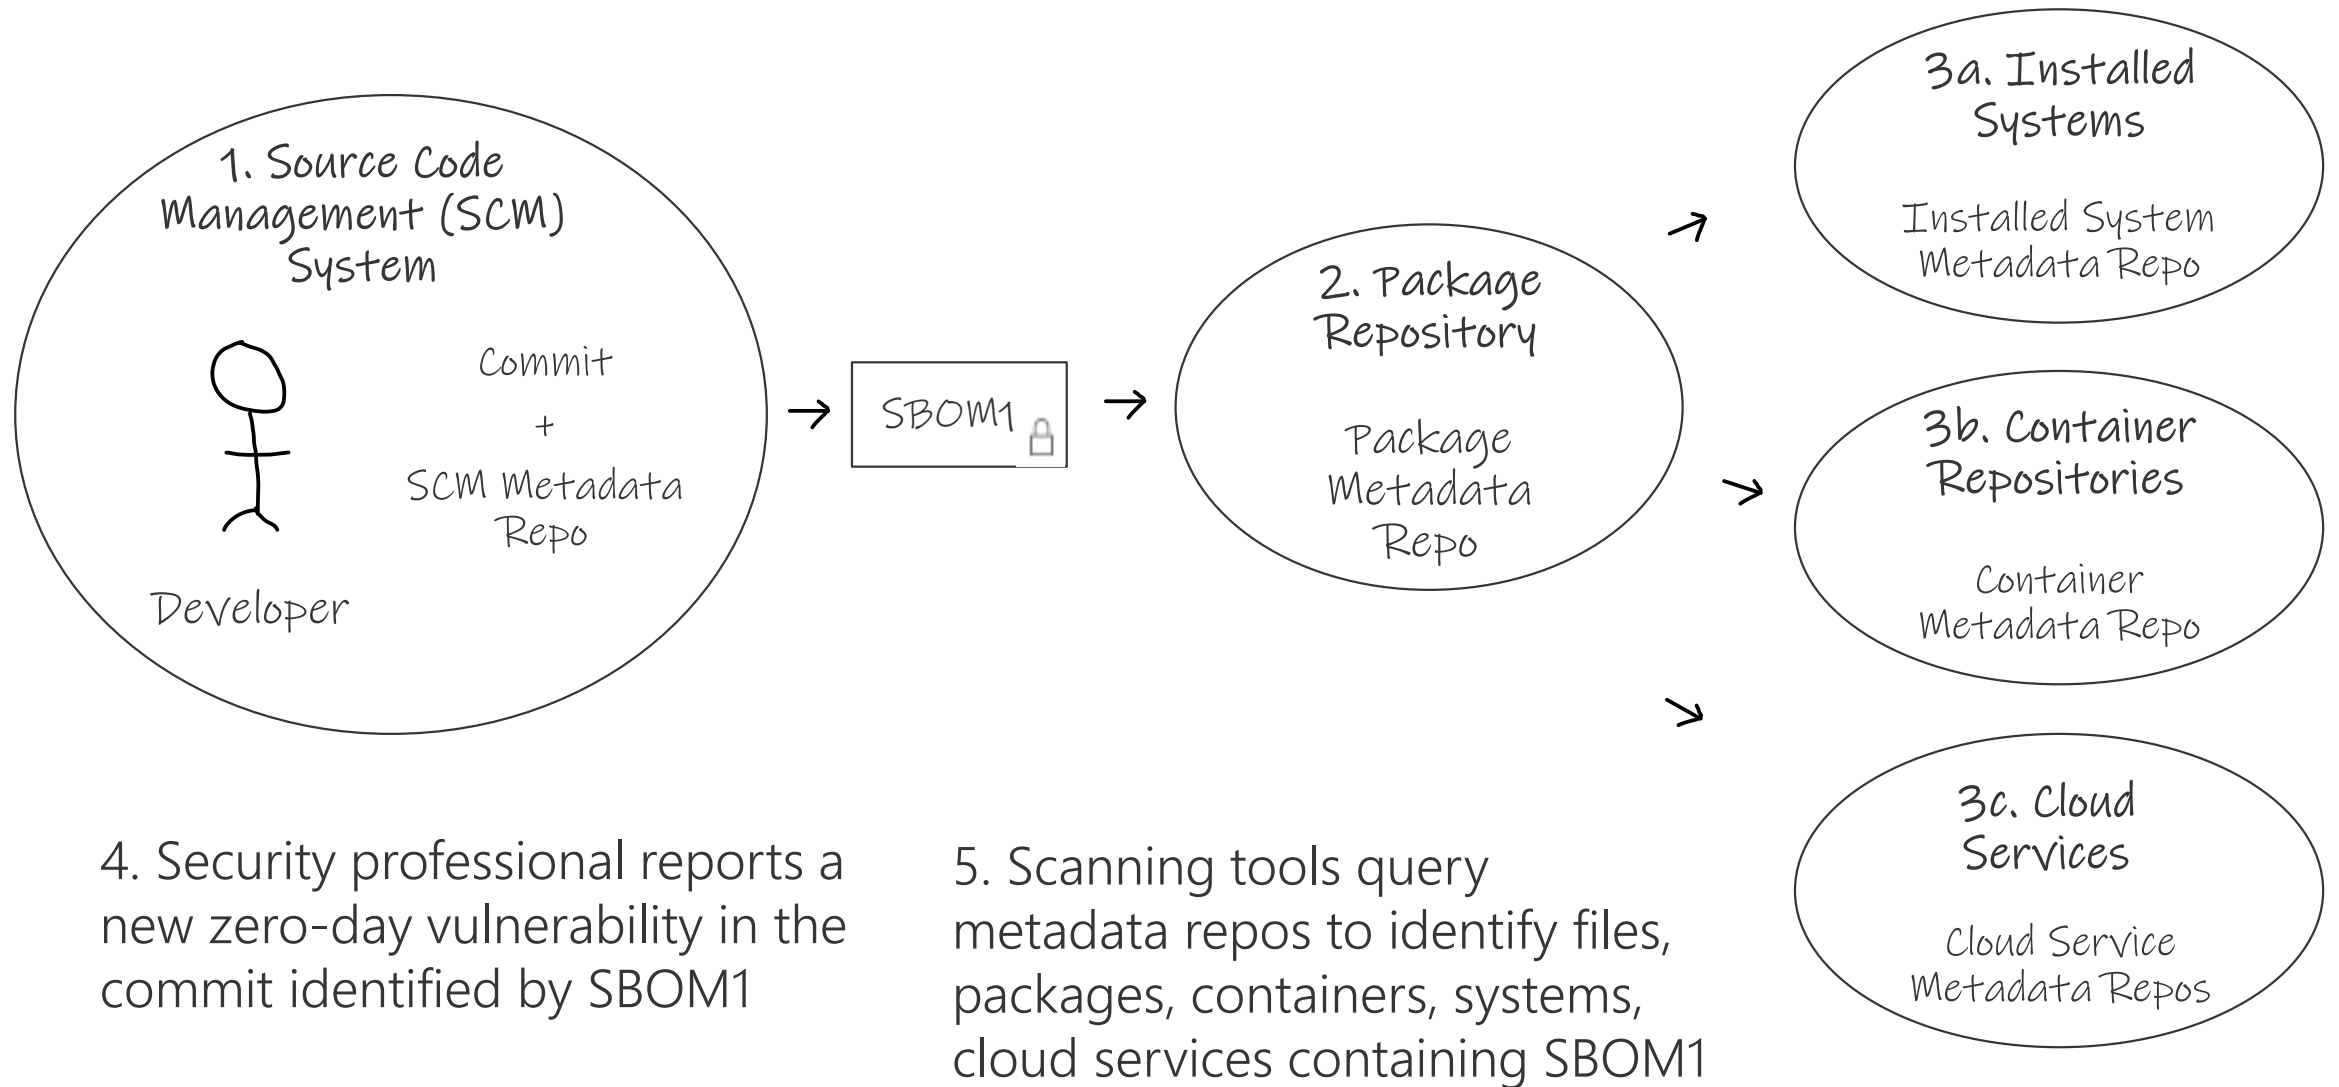 1. Source Code
Management (SCM)
System
Commit
+
SCM Metadata
Repo
Developer
SBOM1
2. Package
Repository
Package
Metadata
Repo
3a. Installed
Systems
Installed System
Metadata Repo
3b. Container
Repositories
Container
Metadata Repo
3c. Cloud
Services
Cloud Service
Metadata Repos
4. Security professional reports a
new zero-day vulnerability in the
commit identified by SBOM1
5. Scanning tools query
metadata repos to identify files,
packages, containers, systems,
cloud services containing SBOM1